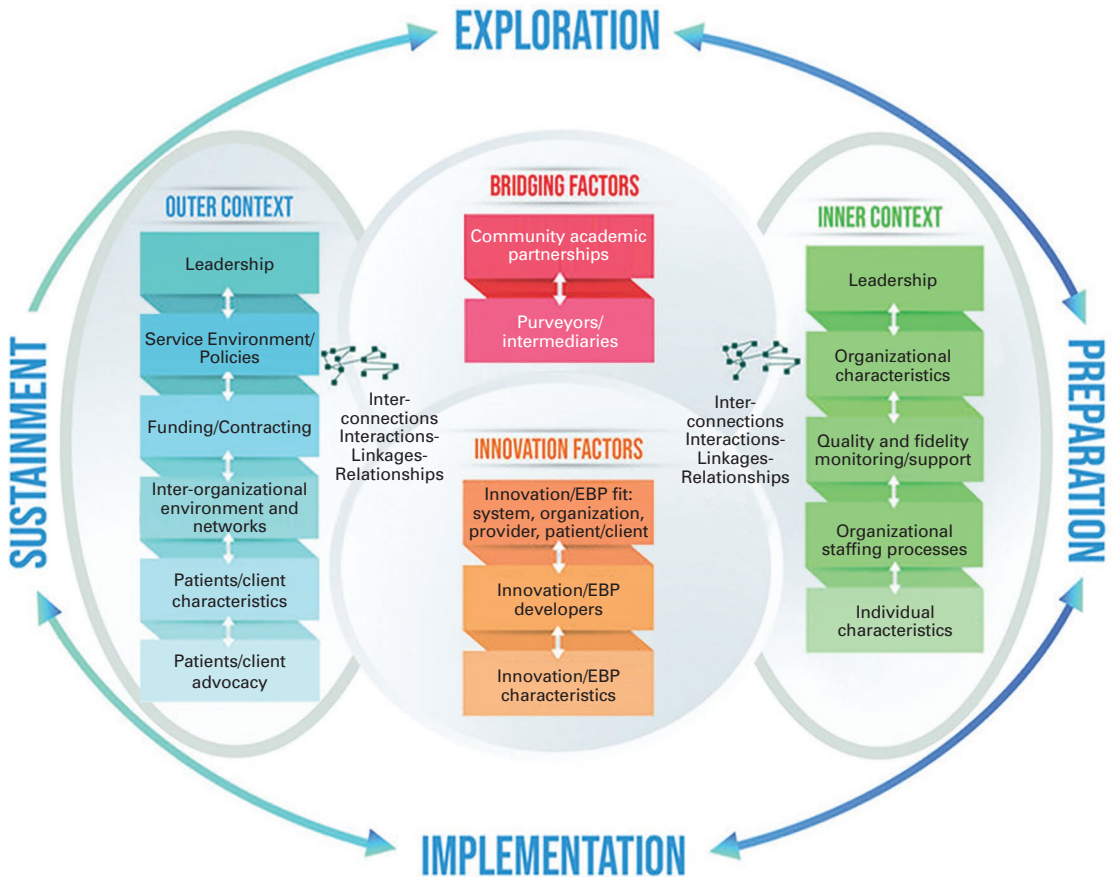 EXPLORATION
SUSTAINMENT
OUTER CONTEXT
Leadership
Service Environment/
Policies
Funding/Contracting
Inter-organizational
environment and
networks
Patients/client
characteristics
Patients/client
advocacy
Inter-
connections
Interactions-
Linkages-
Relationships
BRIDGING FACTORS
Community academic
partnerships
Purveyors/
intermediaries
INNOVATION FACTORS
Innovation/EBP fit:
system, organization,
provider, patient/client
Innovation/EBP
developers
Innovation/EBP
characteristics
Inter-
connections
Interactions-
Linkages-
Relationships
INNER CONTEXT
Leadership
Organizational
characteristics
Quality and fidelity
monitoring/support
Organizational
staffing processes
Individual
characteristics
PREPARATION
IMPLEMENTATION